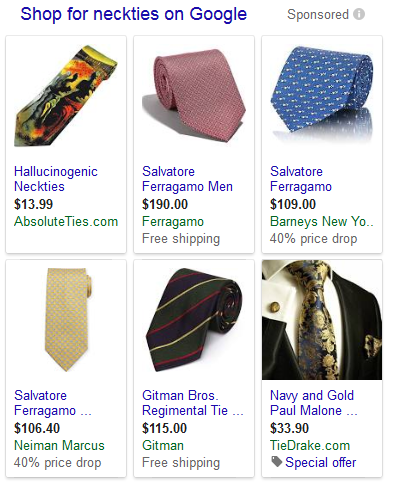 Shop for neckties on Google
Sponsored
Hallucinogenic
Neckties
$13.99
AbsoluteTies.com
Salvatore
Ferragamo Men
$190.00
Ferragamo
Free shipping
Salvatore
Ferragamo
$109.00
Barneys New Yo..
40% price drop
Salvatore
Ferragamo ...
$106.40
Neiman Marcus
40% price drop
Gitman Bros.
Regimental Tie ...
$115.00
Gitman
Free shipping
Navy and Gold
Paul Malone ...
$33.90
TieDrake.com
Special offer